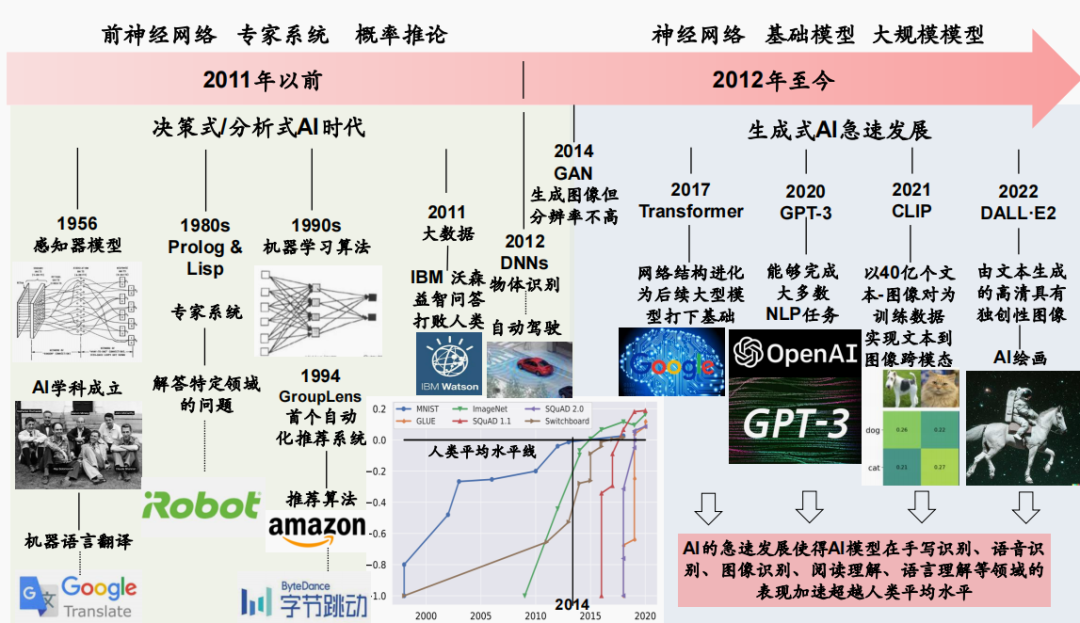 前神经网络 专家系统 概率推论
神经网络 基础模型 大规模模型
2011年以前
2012年至今
决策式/分析式AI时代
生成式AI急速发展
1956
感知器模型
AI学科成立
机器语言翻译
Google
Translate
1980s
Prolog &
Lisp
专家系统
解答特定领域
的问题
iRobot
1990s
机器学习算法
1994
GroupLens
首个自动
化推荐系统
推荐算法
amazon
ByteDance
字节跳动
2011
大数据
IBM 沃森
益智问答
打败人类
IBM Watson
2012
DNNs
物体识别
自动驾驶
2014
GAN
生成图像但
分辨率不高
2017
Transformer
网络结构进化
为后续大型模
型打下基础
Google
2020
GPT-3
能够完成
大多数
NLP任务
OpenAI
GPT-3
2021
CLIP
以40亿个文
本-图像对为
训练数据
实现文本到
图像跨模态
dog
0.26
0.22
cat
0.21
0.27
2022
DALL·E2
由文本生成
的高清具有
独创性图像
AI绘画
MNIST
GLUE
ImageNet
SQuAD 1.1
SQuAD 2.0
Switchboard
人类平均水平线
0.2
0.0
−0.2
−0.4
−0.6
−0.8
−1.0
2000
2005
2010
2014
2015
2020
AI的急速发展使得AI模型在手写识别、语音识
别、图像识别、阅读理解、语言理解等领域的
表现加速超越人类平均水平